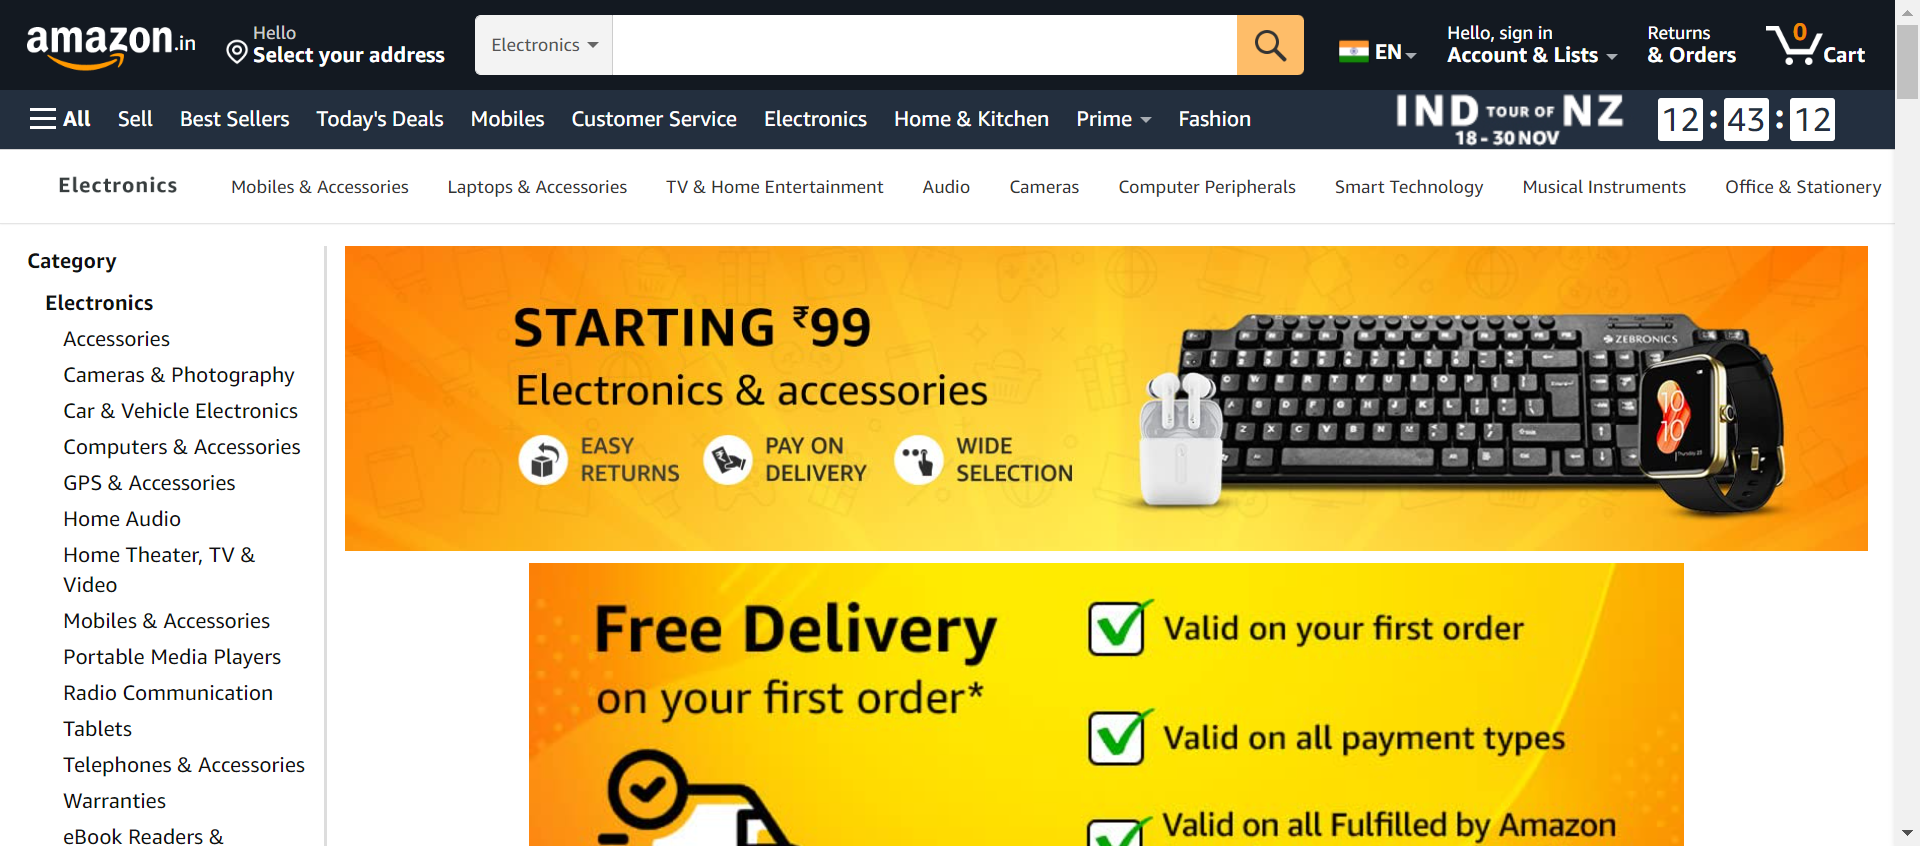 amazon.in
Hello
Select your address
Electronics
EN
Hello, sign in
Account & Lists
Returns
& Orders
0
Cart
All
Sell
Best Sellers
Today's Deals
Mobiles
Customer Service
Electronics
Home & Kitchen
Prime
Fashion
IND TOUR OF NZ
18 - 30 NOV
12 : 43 : 12
Electronics
Mobiles & Accessories
Laptops & Accessories
TV & Home Entertainment
Audio
Cameras
Computer Peripherals
Smart Technology
Musical Instruments
Office & Stationery
Category
Electronics
Accessories
Cameras & Photography
Car & Vehicle Electronics
Computers & Accessories
GPS & Accessories
Home Audio
Home Theater, TV &
Video
Mobiles & Accessories
Portable Media Players
Radio Communication
Tablets
Telephones & Accessories
Warranties
eBook Readers &
STARTING ₹99
Electronics & accessories
EASY
RETURNS
PAY ON
DELIVERY
WIDE
SELECTION
ZEBRONICS
10
10
Free Delivery
on your first order*
Valid on your first order
Valid on all payment types
Valid on all Fulfilled by Amazon